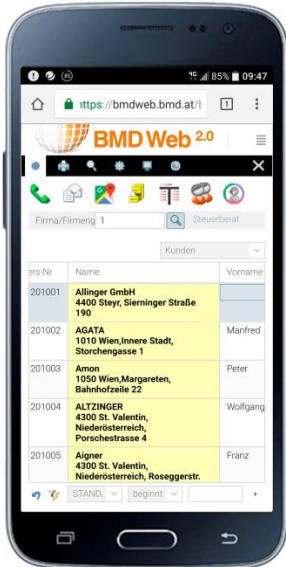 85% 09:47
https://bmdweb.bmd.at/
1
BMD Web 2.0
Firma/Firmeng 1 Steuerberat
Kunden
ers-Nr Name Vorname
201001 Allinger GmbH
4400 Steyr, Sierninger Straße
190
201002 AGATA Manfred
1010 Wien,Innere Stadt,
Storchengasse 1
201003 Amon Peter
1050 Wien,Margareten,
Bahnhofzeile 22
201004 ALTZINGER Wolfgang
4300 St. Valentin,
Niederösterreich,
Porschestrasse 4
201005 Aigner Franz
4300 St. Valentin,
Niederösterreich, Roseggerstr.
STAND. beginnt +